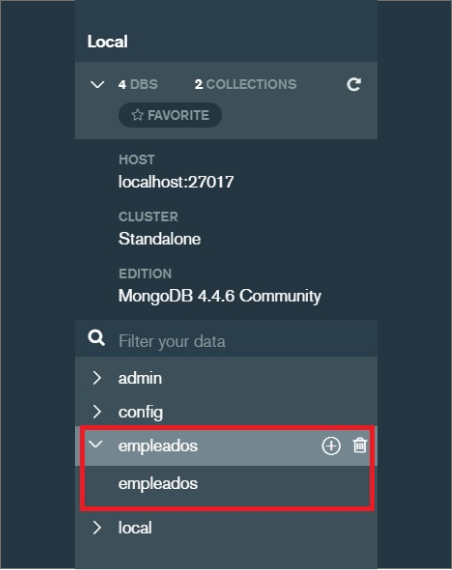 Local
4 DBS 2 COLLECTIONS
FAVORITE
HOST
localhost:27017
CLUSTER
Standalone
EDITION
MongoDB 4.4.6 Community
Filter your data
admin
config
empleados
empleados
local